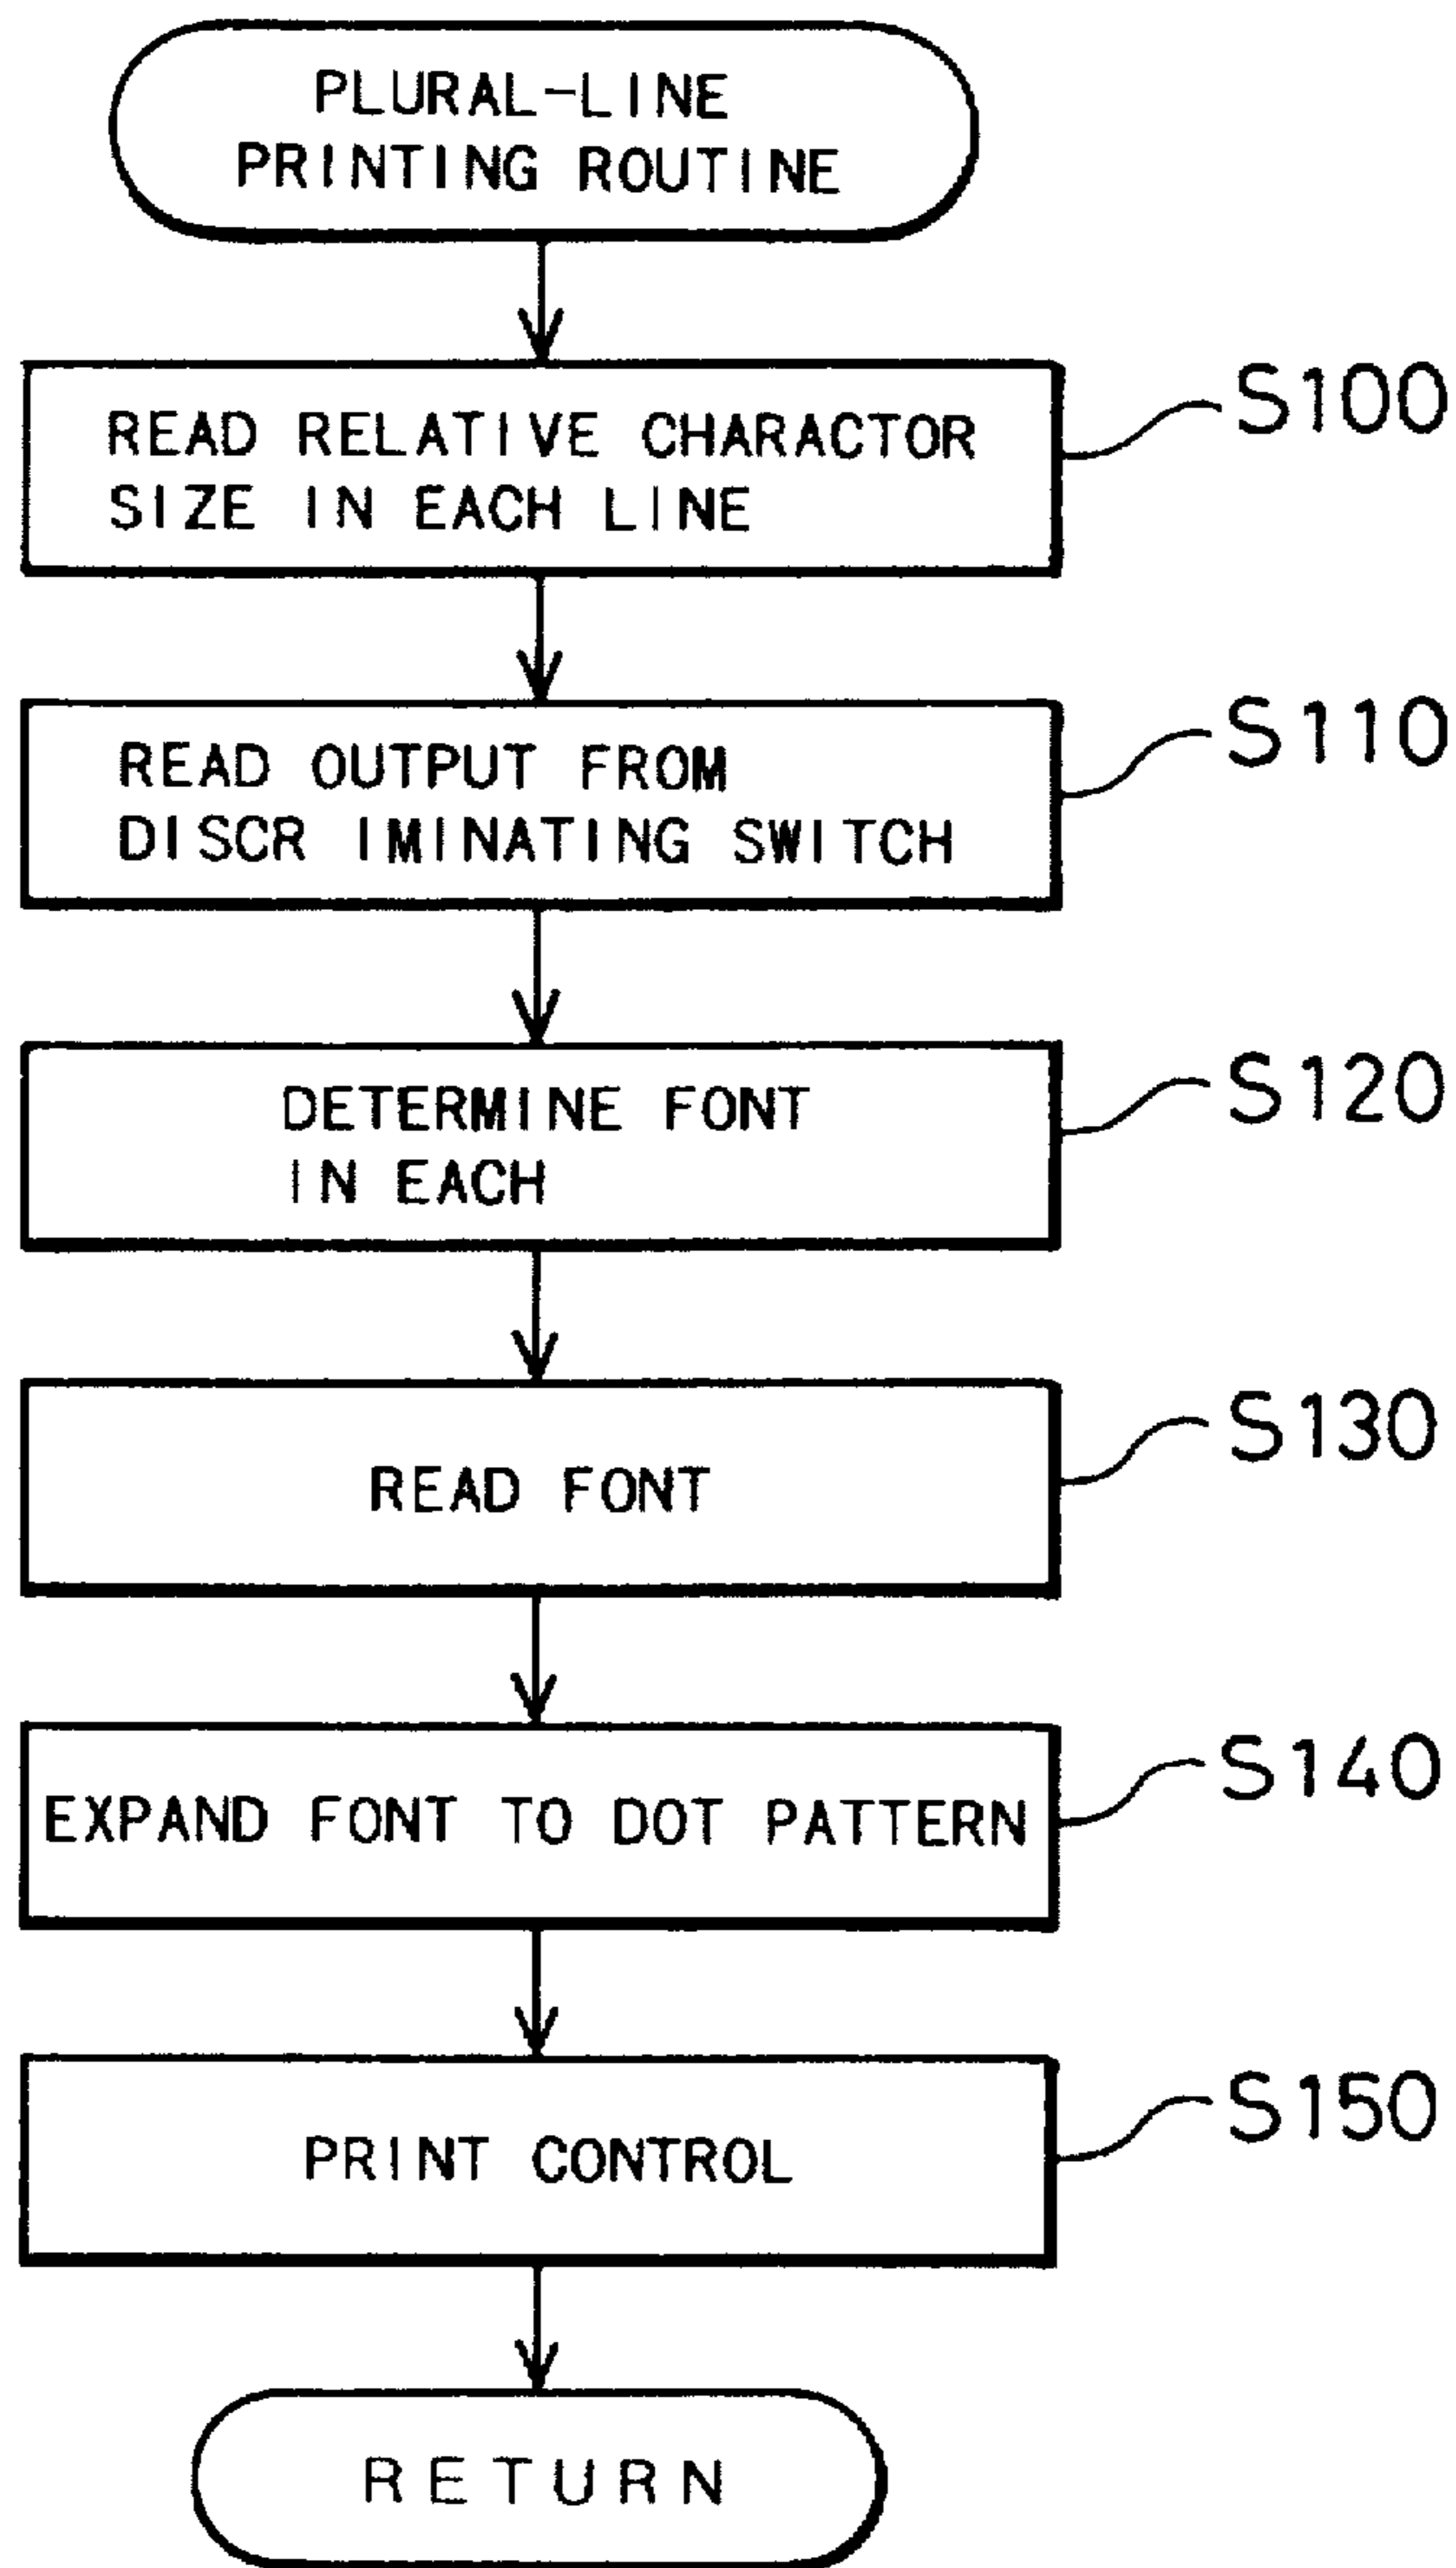 PLURAL-LINE
PRINTING ROUTINE
READ RELATIVE CHARACTOR
SIZE IN EACH LINE
S100
READ OUTPUT FROM
DISCR IMINATING SWITCH
S110
DETERMINE FONT
IN EACH
S120
READ FONT
S130
EXPAND FONT TO DOT PATTERN
S140
PRINT CONTROL
S150
RETURN